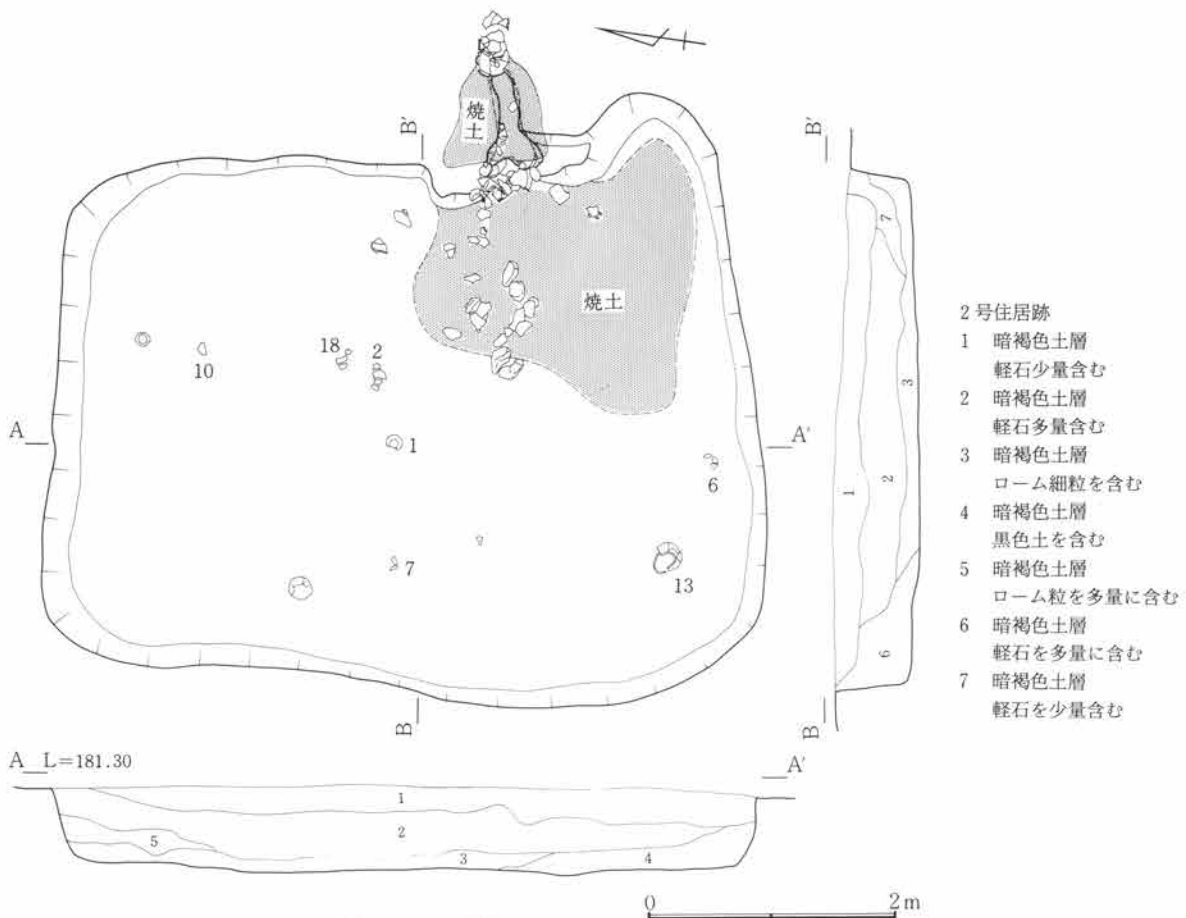 焼土
B'
B'
焼土
7
18
2
10
3
A
A'
1
6
1
2
7
13
6
B
B
2号住居跡
1 暗褐色土層
軽石少量含む
2 暗褐色土層
軽石多量含む
3 暗褐色土層
ローム細粒を含む
4 暗褐色土層
黒色土を含む
5 暗褐色土層
ローム粒を多量に含む
6 暗褐色土層
軽石を多量に含む
7 暗褐色土層
軽石を少量含む
A L=181.30
A'
1
2
5
3
4
0 2m